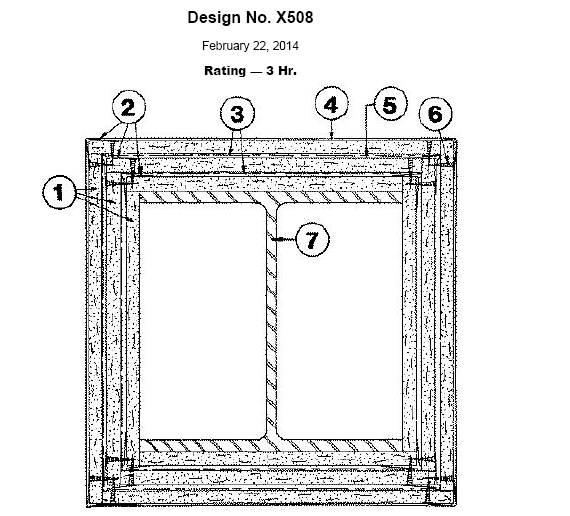 Design No. X508
February 22, 2014
Rating — 3 Hr.
2
3
4
5
6
1
7